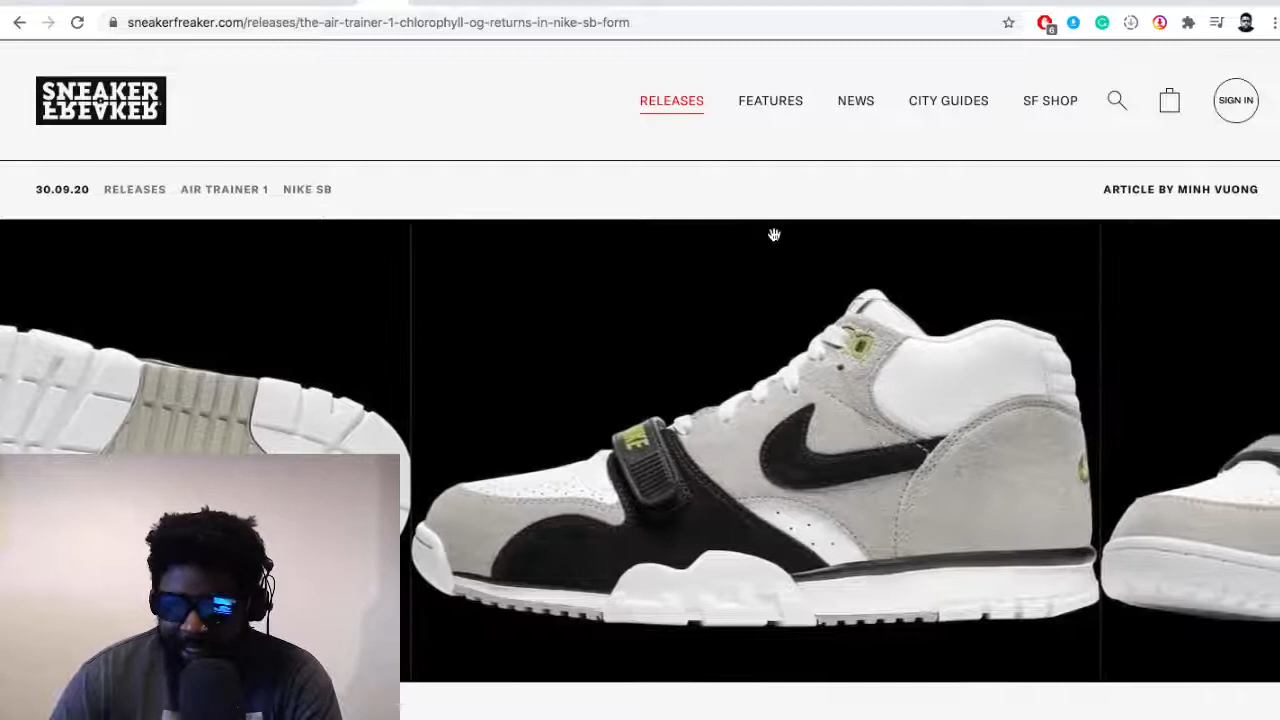 sneakerfreaker.com/releases/the-air-trainer-1-chlorophyll-og-returns-in-nike-sb-form
6
SNEAKER
FREAKER
RELEASES
FEATURES
NEWS
CITY GUIDES
SF SHOP
SIGN IN
30.09.20
RELEASES
AIR TRAINER 1
NIKE SB
ARTICLE BY MINH VUONG
NIKE